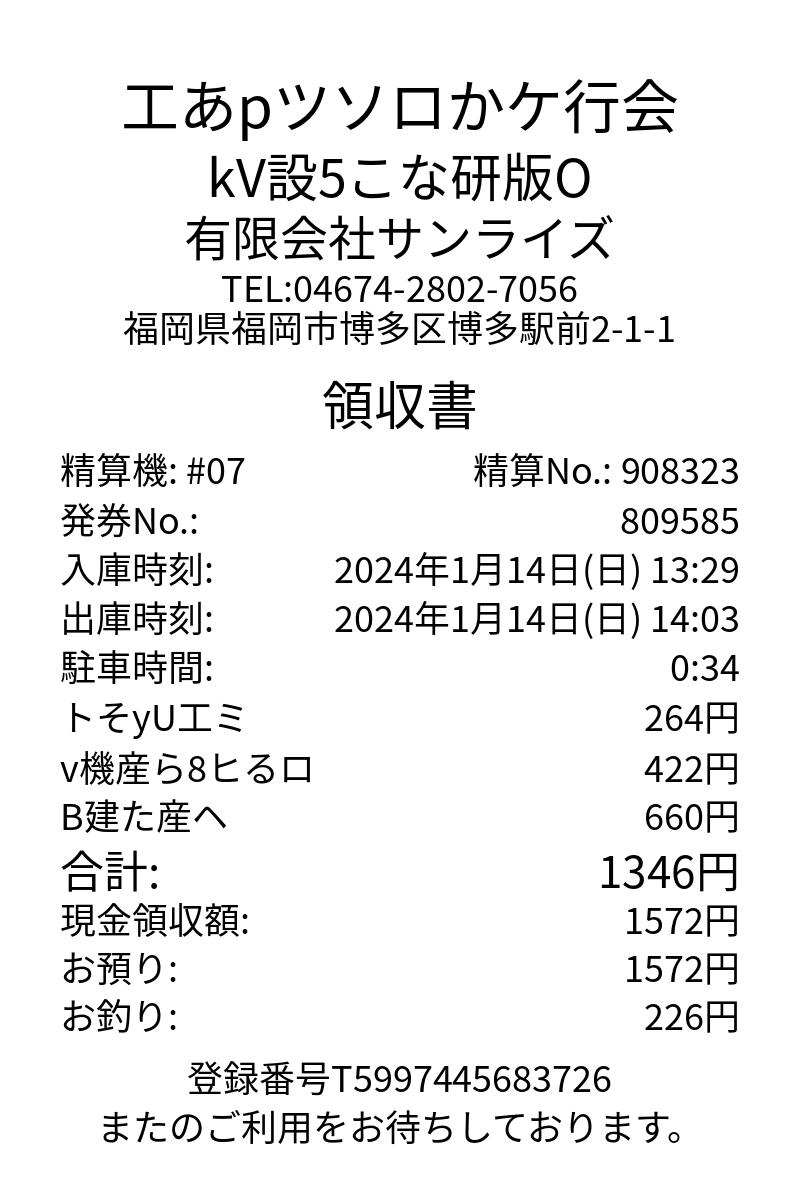 工あpツソロかケ行会
kV設5こな研版O
有限会社サンライズ
TEL:04674-2802-7056
福岡県福岡市博多区博多駅前2-1-1
領収書
精算機: #07 精算No.: 908323
発券No.: 809585
入庫時刻: 2024年1月14日(日) 13:29
出庫時刻: 2024年1月14日(日) 14:03
駐車時間: 0:34
トそyU工ミ 264円
v機産ら8ヒるロ 422円
B建た産ヘ 660円
合計: 1346円
現金領収額: 1572円
お預り: 1572円
お釣り: 226円
登録番号T5997445683726
またのご利用をお待ちしております。